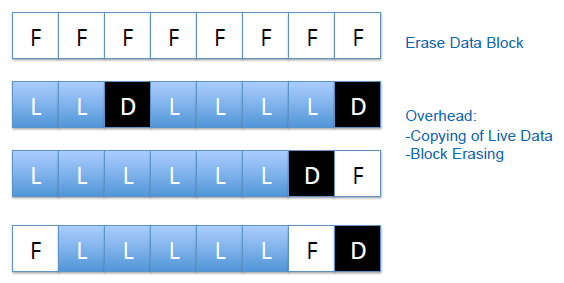 F F F F F F F F
Erase Data Block
L L D L L L L D
Overhead:
-Copying of Live Data
-Block Erasing
L L L L L L D F
F L L L L L F D